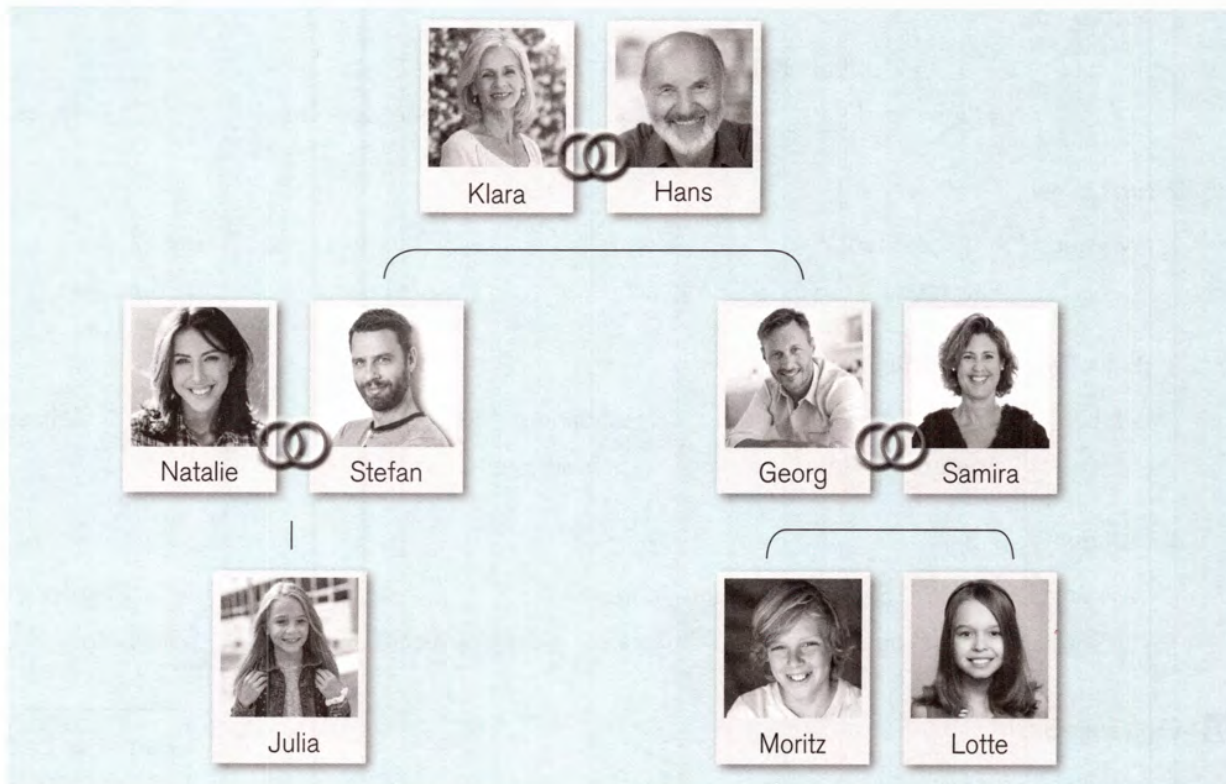 Klara
Hans
Natalie
Stefan
Georg
Samira
Julia
Moritz
Lotte